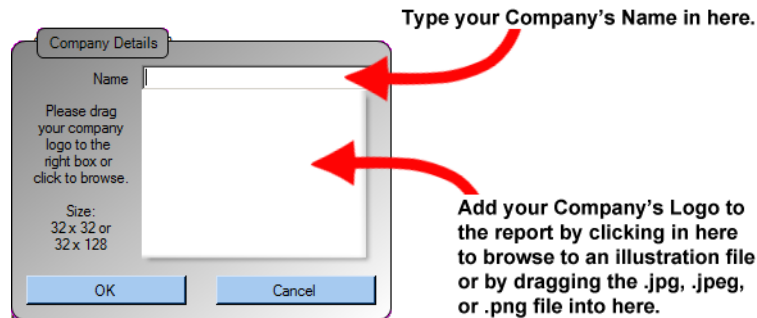 Type your Company's Name in here.
Company Details
Name
Please drag
your company
logo to the
right box or
click to browse.
Size:
32 x 32 or
32 x 128
OK
Cancel
Add your Company's Logo to
the report by clicking in here
to browse to an illustration file
or by dragging the .jpg, .jpeg,
or .png file into here.